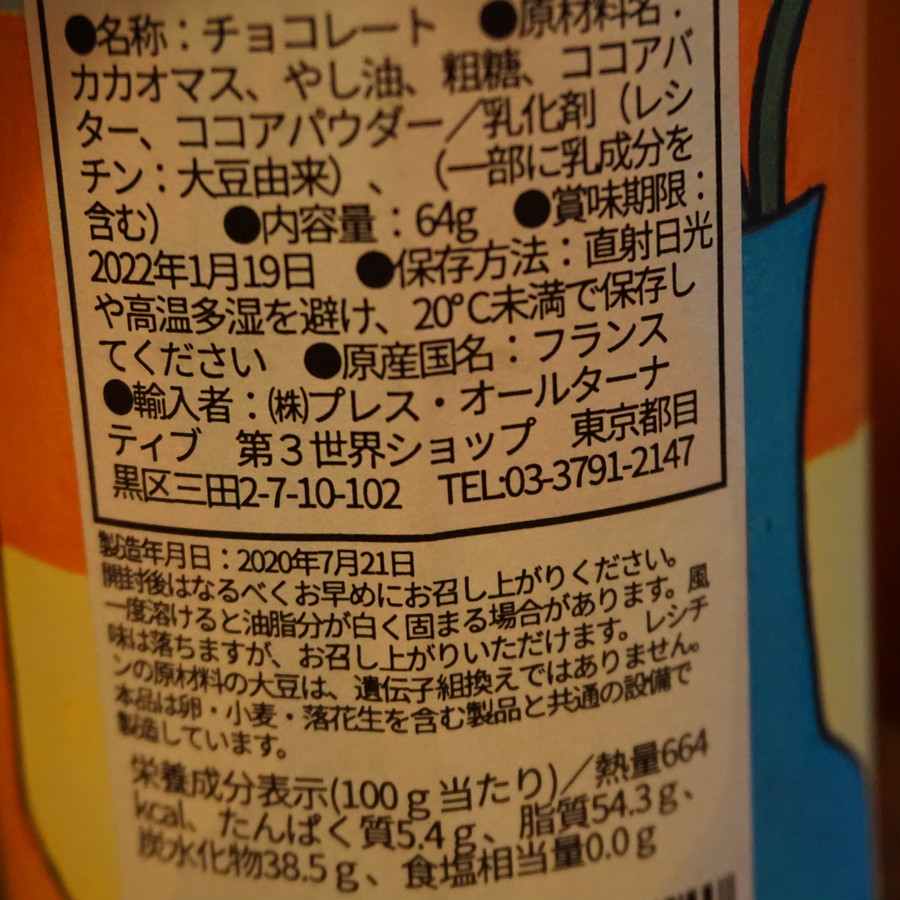 ●名称：チョコレート　●原材料名：
カカオマス、やし油、粗糖、ココアバ
ター、ココアパウダー／乳化剤（レシ
チン：大豆由来）、（一部に乳成分を
含む）　●内容量：64g　●賞味期限：
2022年1月19日　●保存方法：直射日光
や高温多湿を避け、20℃未満で保存し
てください　●原産国名：フランス
●輸入者：㈱プレス・オールターナ
ティブ　第３世界ショップ　東京都目
黒区三田2-7-10-102　TEL:03-3791-2147
製造年月日：2020年7月21日
開封後はなるべくお早めにお召し上がりください。
一度溶けると油脂分が白く固まる場合があります。風
味は落ちますが、お召し上がりいただけます。レシチ
ンの原材料の大豆は、遺伝子組換えではありません。
本品は卵・小麦・落花生を含む製品と共通の設備で
製造しています。
栄養成分表示(100ｇ当たり)／熱量664
kcal、たんぱく質5.4ｇ、脂質54.3ｇ、
炭水化物38.5ｇ、食塩相当量0.0ｇ